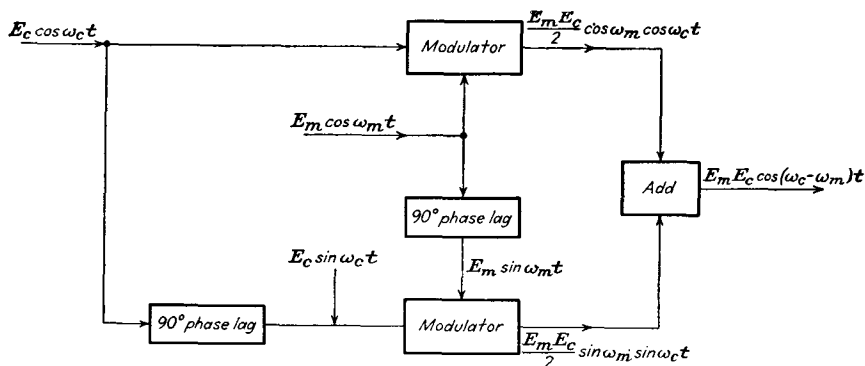 E_c cos ω_c t
Modulator
E_m E_c/2 cos ω_m cos ω_c t
E_m cos ω_m t
Add
E_m E_c cos(ω_c-ω_m)t
90° phase lag
E_c sin ω_c t
E_m sin ω_m t
90° phase lag
Modulator
E_m E_c/2 sin ω_m sin ω_c t